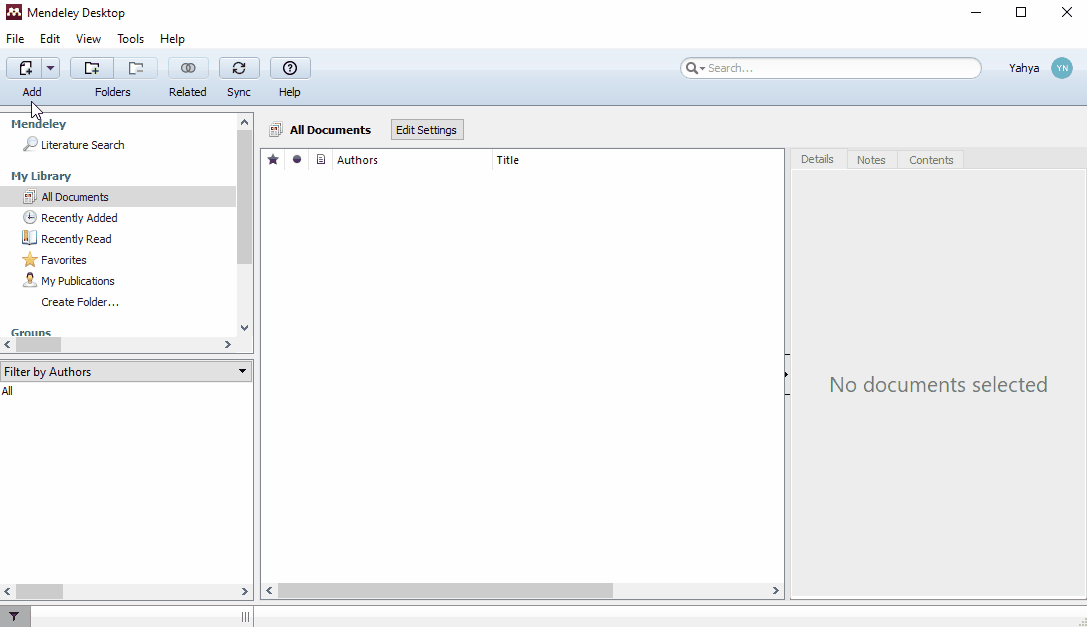 Mendeley Desktop
File Edit View Tools Help
Search...
Yahya YN
Add Folders Related Sync Help
Mendeley
Literature Search
My Library
All Documents
Recently Added
Recently Read
Favorites
My Publications
Create Folder...
Groups
Filter by Authors
All
All Documents Edit Settings
Authors Title
Details Notes Contents
No documents selected